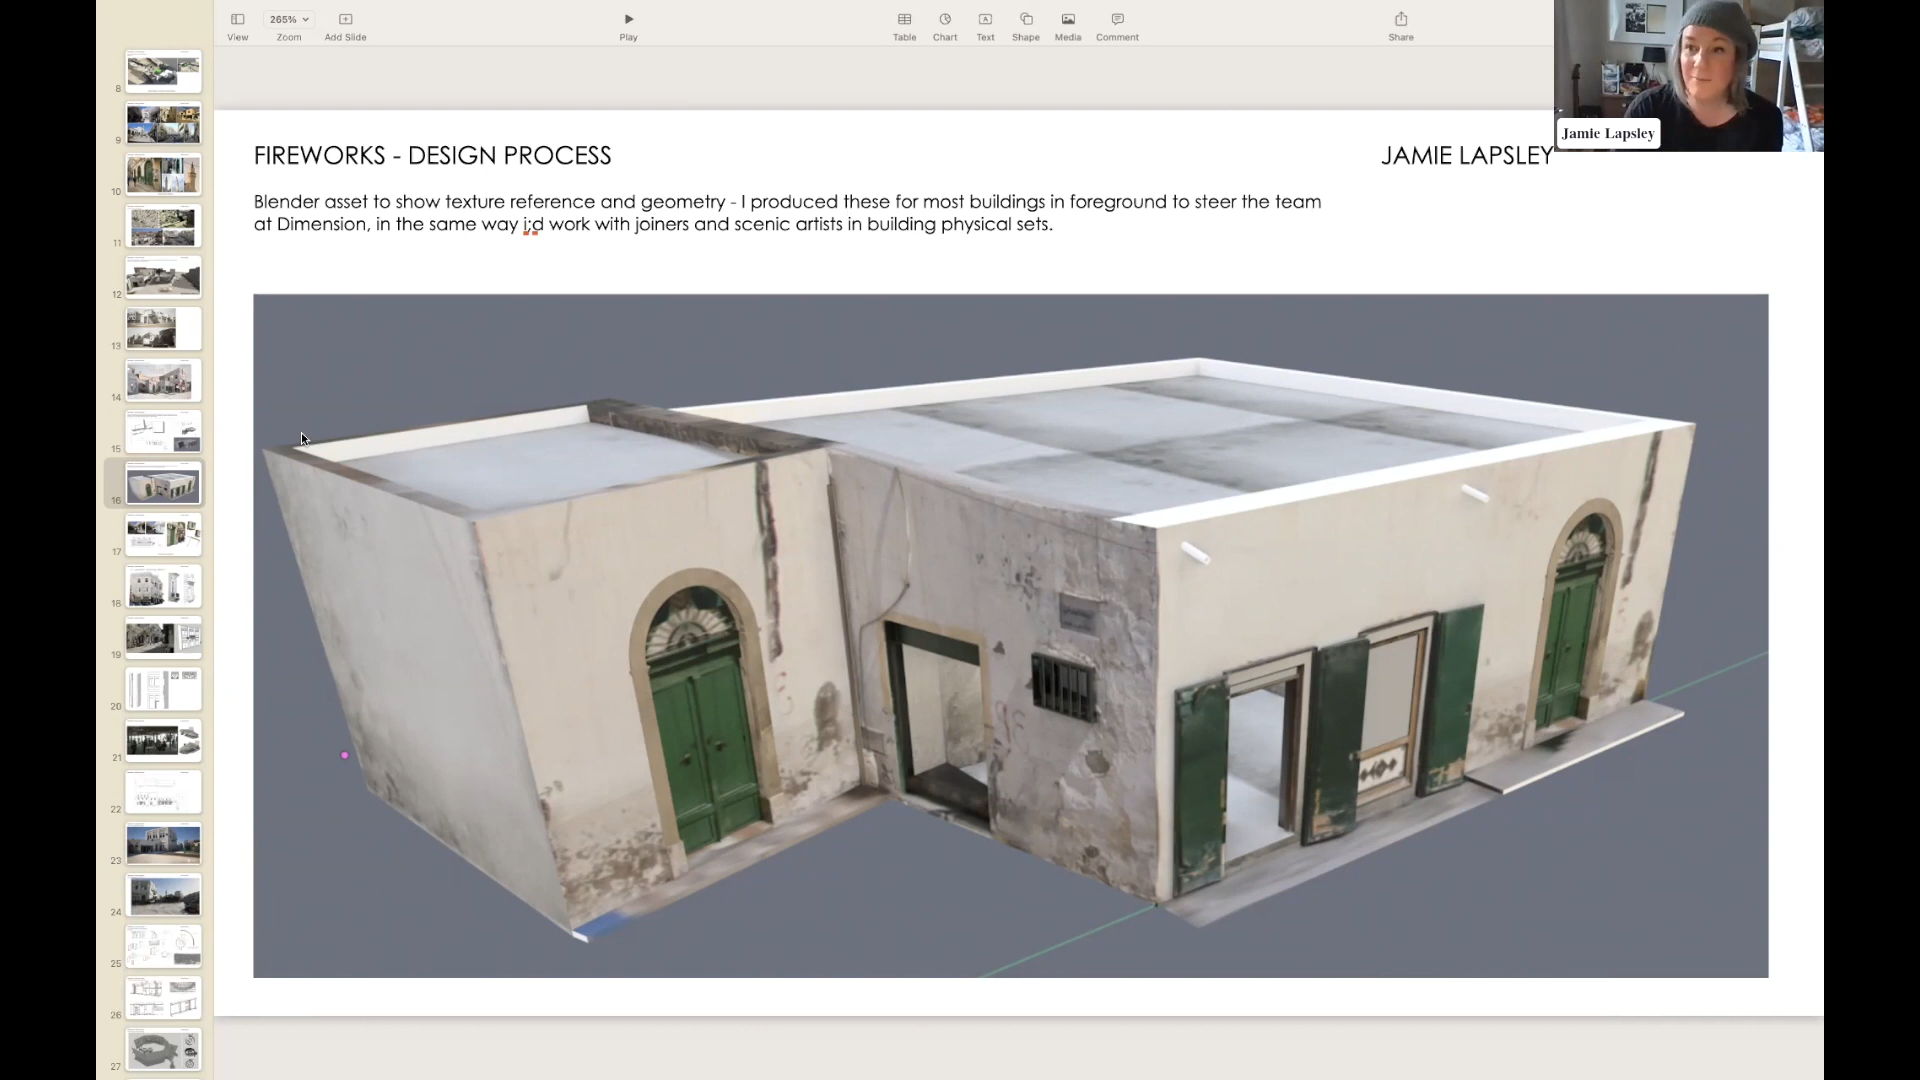 265%
View
Zoom
Add Slide
Play
Table
Chart
Text
Shape
Media
Comment
Share
Jamie Lapsley
FIREWORKS - DESIGN PROCESS
JAMIE LAPSLEY
Blender asset to show texture reference and geometry - I produced these for most buildings in foreground to steer the team
at Dimension, in the same way i;d work with joiners and scenic artists in building physical sets.
8
9
10
11
12
13
14
15
16
17
18
19
20
21
22
23
24
25
26
27